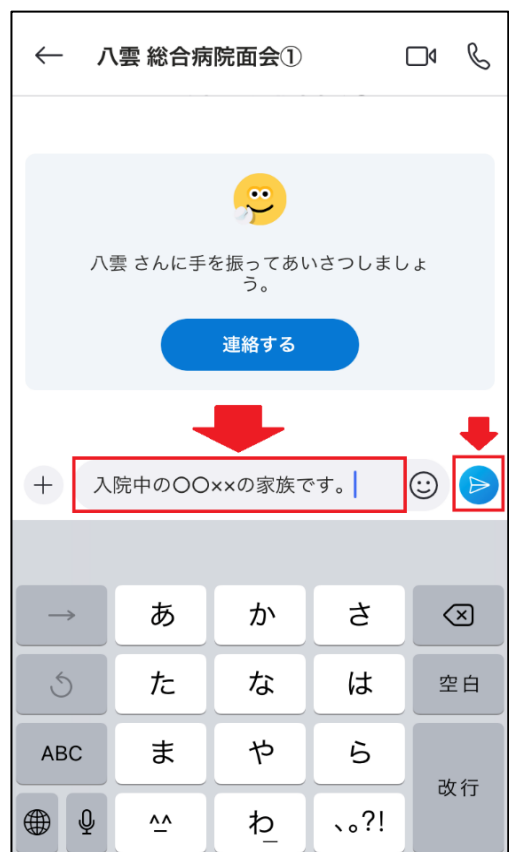 八雲 総合病院面会①
八雲 さんに手を振ってあいさつしましょ
う。
連絡する
入院中の〇〇××の家族です。
→ あ か さ
た な は 空白
ABC ま や ら
改行
^^ わ_ 、。?!